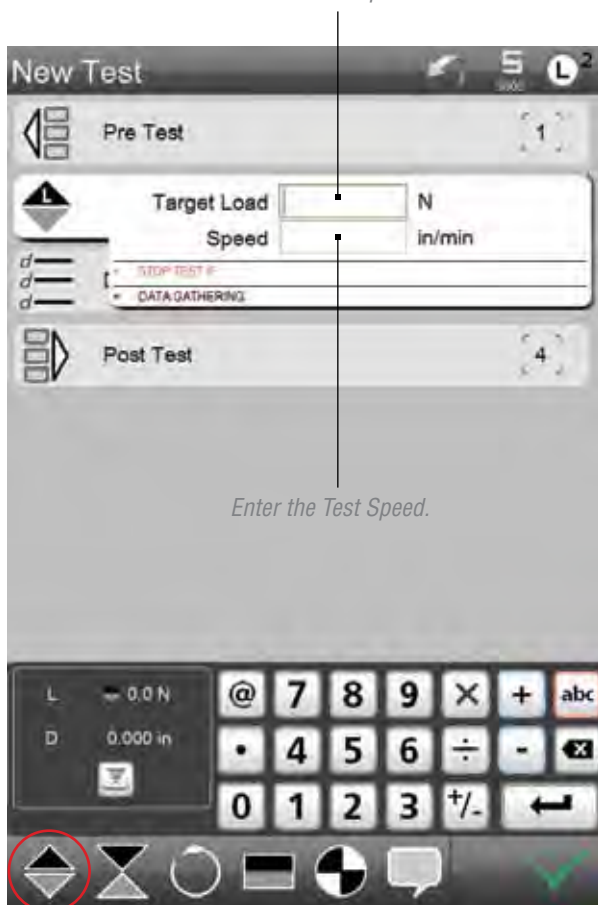 New Test
L 2
Pre Test 1
L
Target Load N
Speed in/min
d
d
d
STOP TEST IF
DATA GATHERING
Post Test 4
Enter the Test Speed.
L 0.0 N
D 0.000 in
@ 7 8 9 × + abc
• 4 5 6 ÷ -
0 1 2 3 +/-